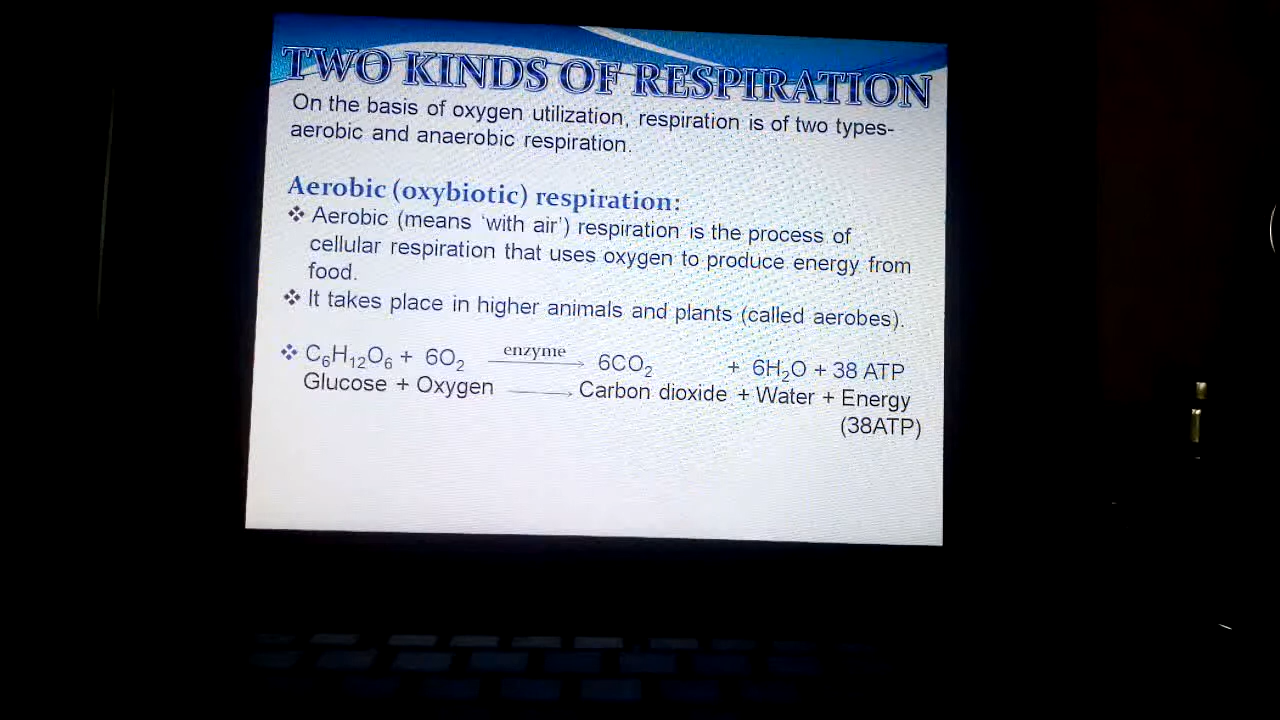 TWO KINDS OF RESPIRATION
On the basis of oxygen utilization, respiration is of two types-
aerobic and anaerobic respiration.
Aerobic (oxybiotic) respiration:
❖ Aerobic (means 'with air') respiration is the process of
cellular respiration that uses oxygen to produce energy from
food.
❖ It takes place in higher animals and plants (called aerobes).
❖ C₆H₁₂O₆ + 6O₂ enzyme → 6CO₂ + 6H₂O + 38 ATP
Glucose + Oxygen → Carbon dioxide + Water + Energy
(38ATP)